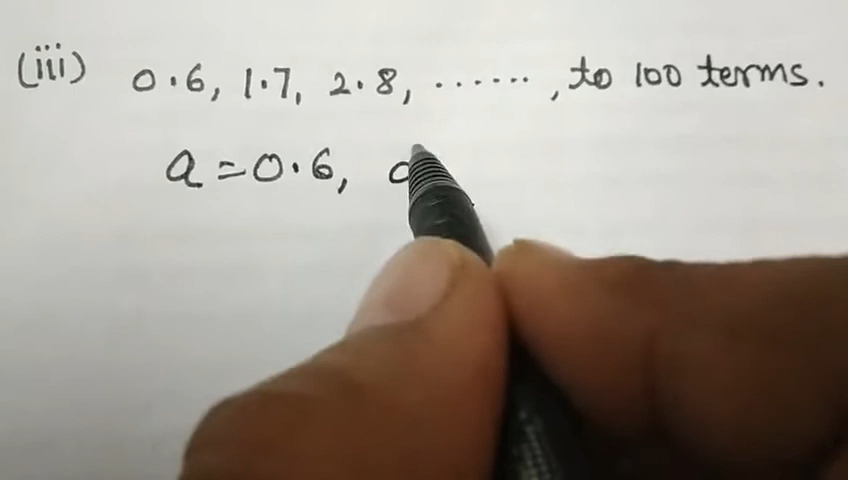 (iii) 0.6, 1.7, 2.8, ......, to 100 terms.
a = 0.6,